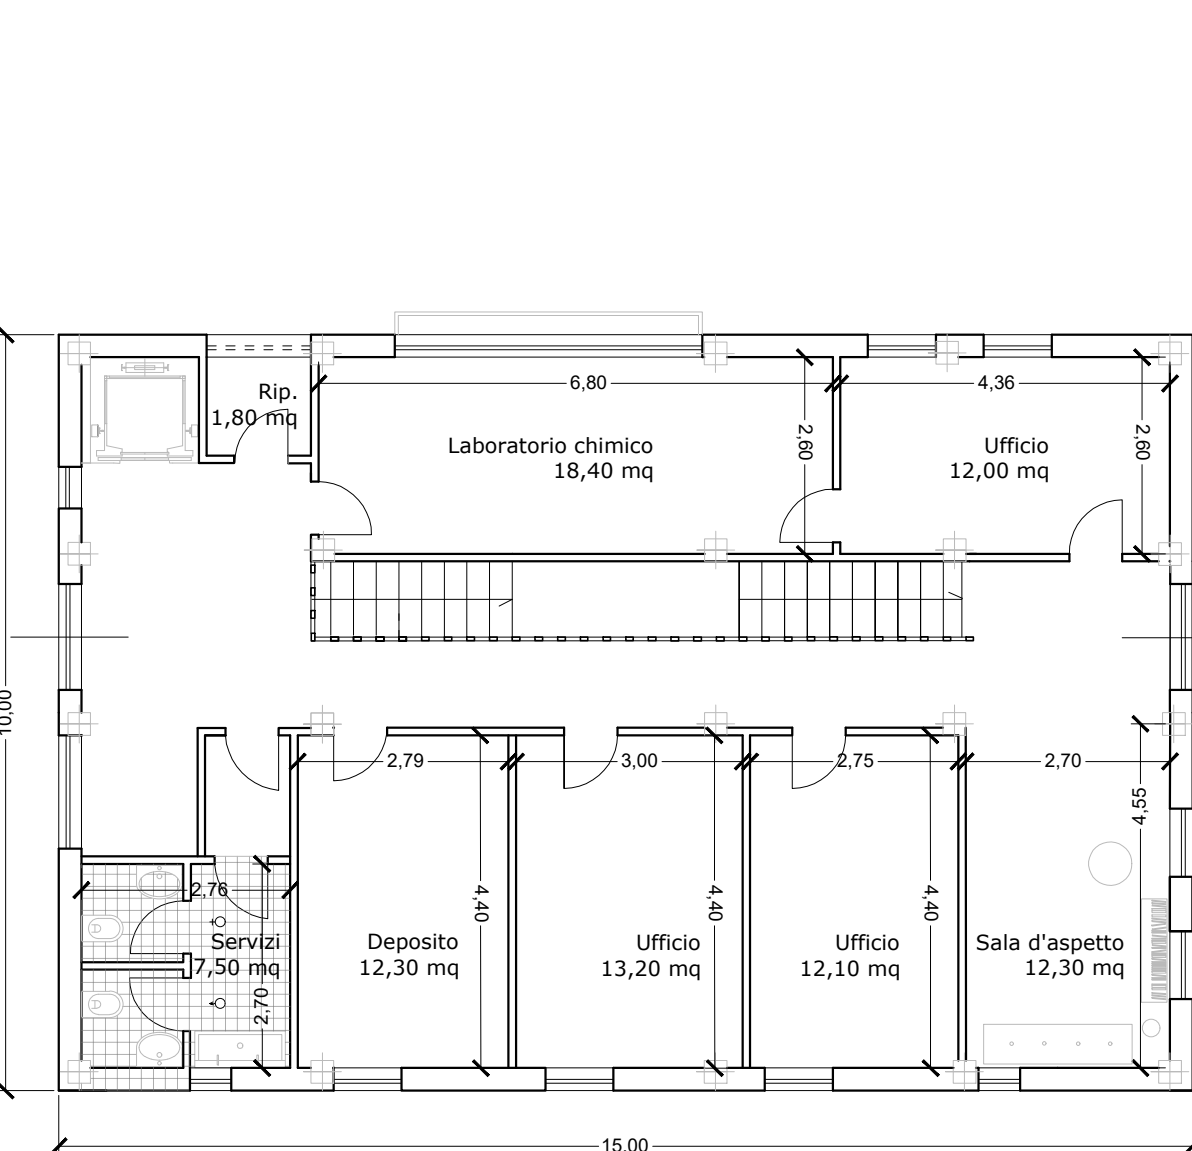 Rip.
1,80 mq
6,80
4,36
Laboratorio chimico
18,40 mq
2,60
Ufficio
12,00 mq
2,60
10,00
2,79
3,00
2,75
2,70
4,55
2,76
Servizi
7,50 mq
2,70
Deposito
12,30 mq
4,40
Ufficio
13,20 mq
4,40
Ufficio
12,10 mq
4,40
Sala d'aspetto
12,30 mq
15,00